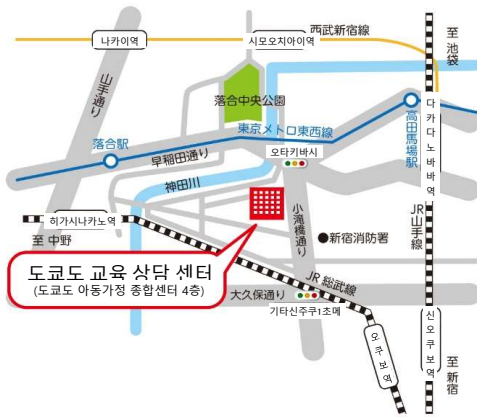 나카이역
시모오치아이역
西武新宿線
至 池袋
山手通り
落合中央公園
다카다노바바역
高田馬場駅
東京メトロ東西線
落合駅
早稲田通り
오타키바시
神田川
小滝橋通り
JR山手線
히가시나카노역
至 中野
新宿消防署
도쿄도 교육 상담 센터
(도쿄도 아동가정 종합센터 4층)
JR 総武線
大久保通り
기타신주쿠1초메
오쿠보역
신오쿠보역
至 新宿